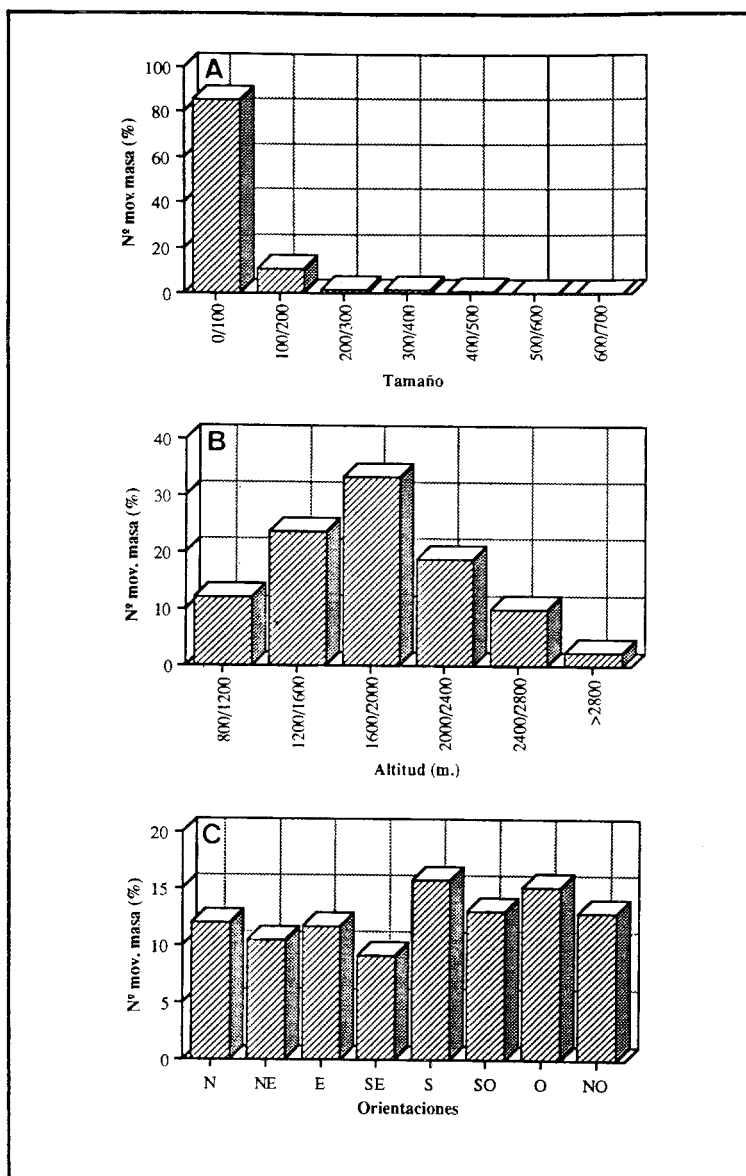 A
Nº mov. masa (%)
100
80
60
40
20
0
0/100
100/200
200/300
300/400
400/500
500/600
600/700
Tamaño
B
Nº mov. masa (%)
40
30
20
10
0
800/1200
1200/1600
1600/2000
2000/2400
2400/2800
>2800
Altitud (m.)
C
Nº mov. masa (%)
20
15
10
5
0
N NE E SE S SO O NO
Orientaciones